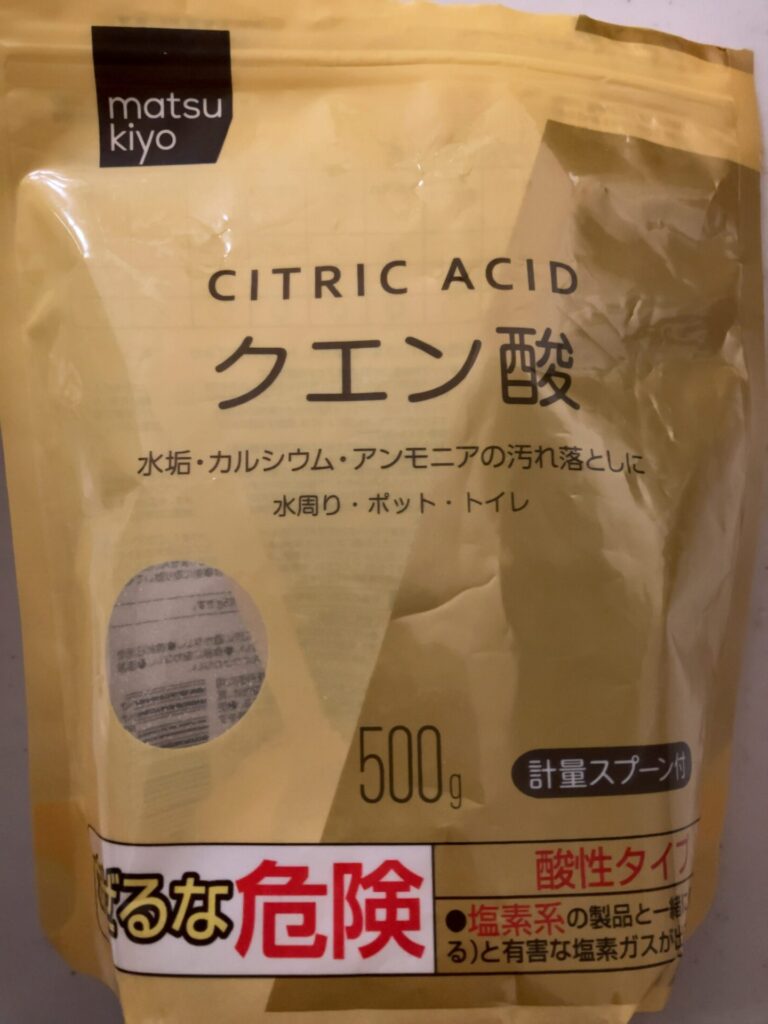 matsu
kiyo
CITRIC ACID
クエン酸
水垢・カルシウム・アンモニアの汚れ落としに
水周り・ポット・トイレ
500g
計量スプーン付
まぜるな危険
酸性タイプ
●塩素系の製品と一緒に
る)と有害な塩素ガスが